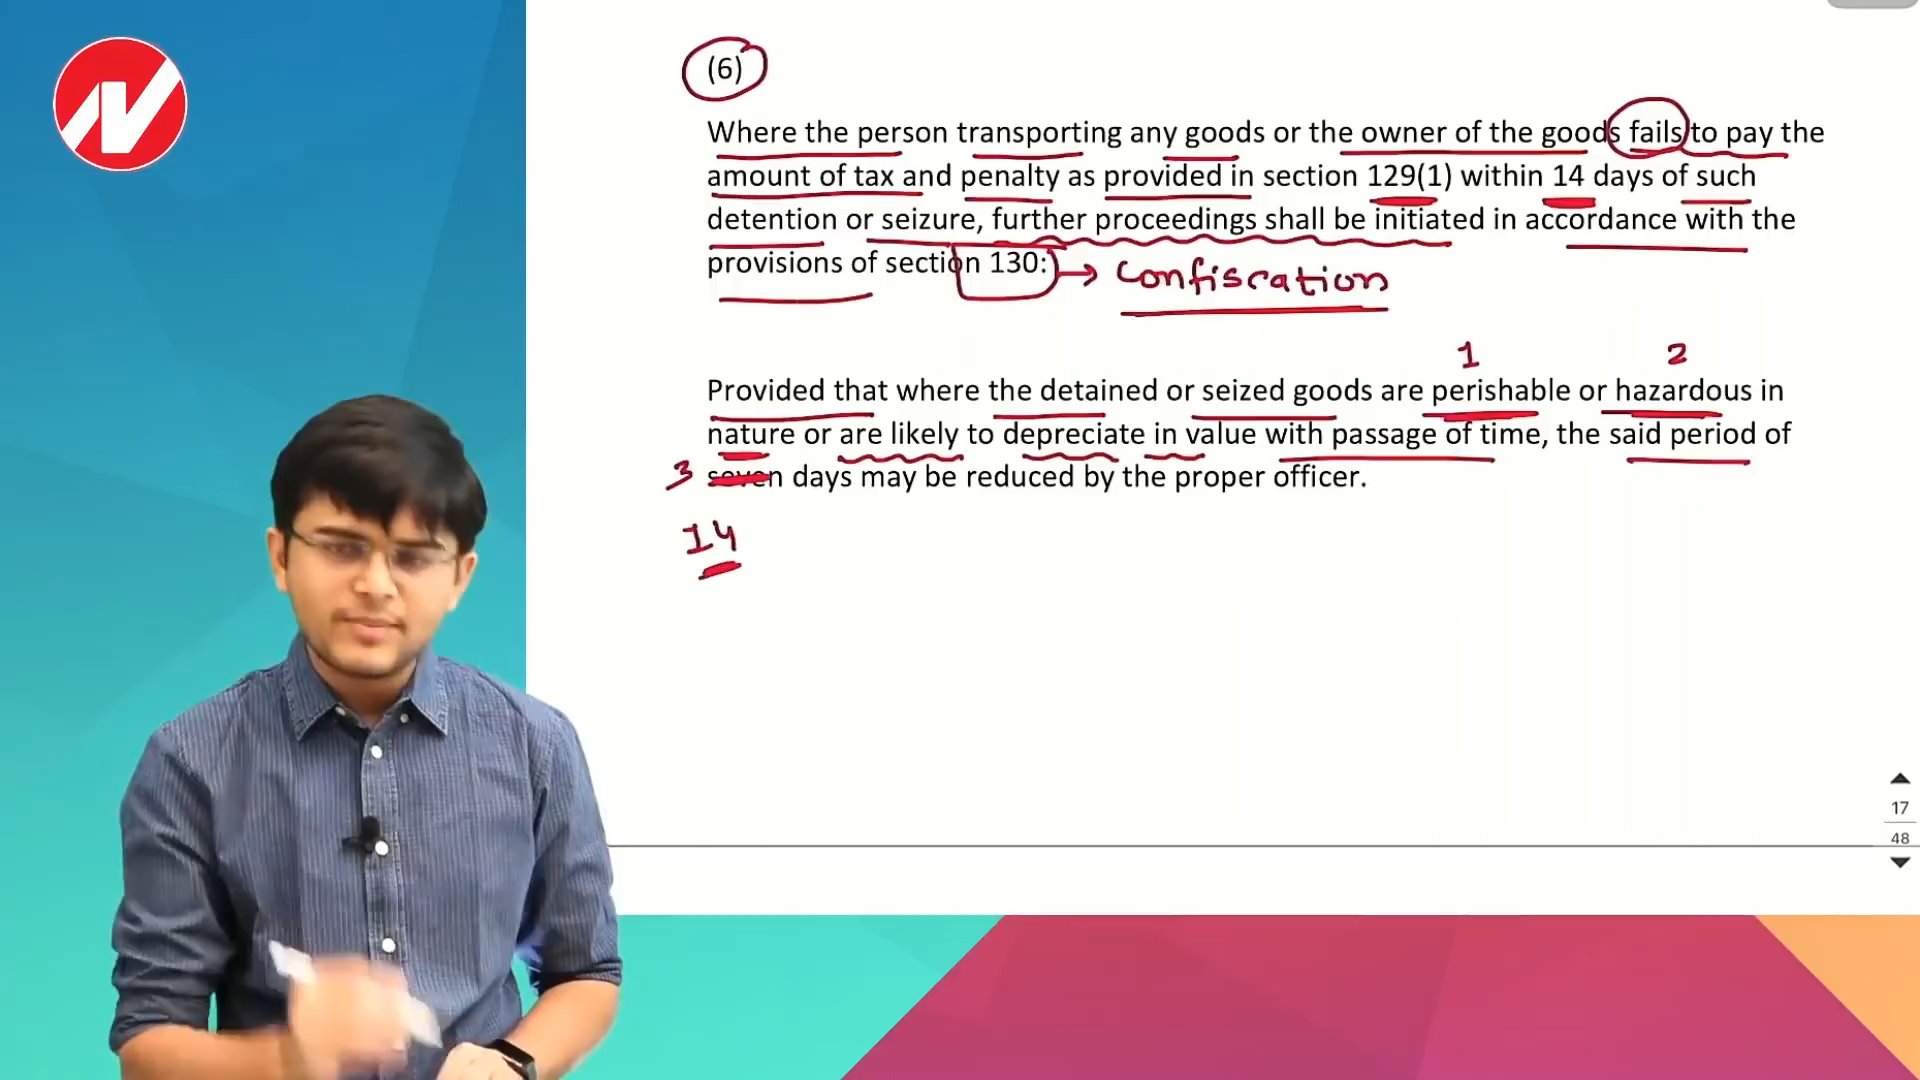 (6)
Where the person transporting any goods or the owner of the goods fails to pay the
amount of tax and penalty as provided in section 129(1) within 14 days of such
detention or seizure, further proceedings shall be initiated in accordance with the
provisions of section 130: → Confiscation
1 2
Provided that where the detained or seized goods are perishable or hazardous in
nature or are likely to depreciate in value with passage of time, the said period of
3 seven days may be reduced by the proper officer.
14
17
48